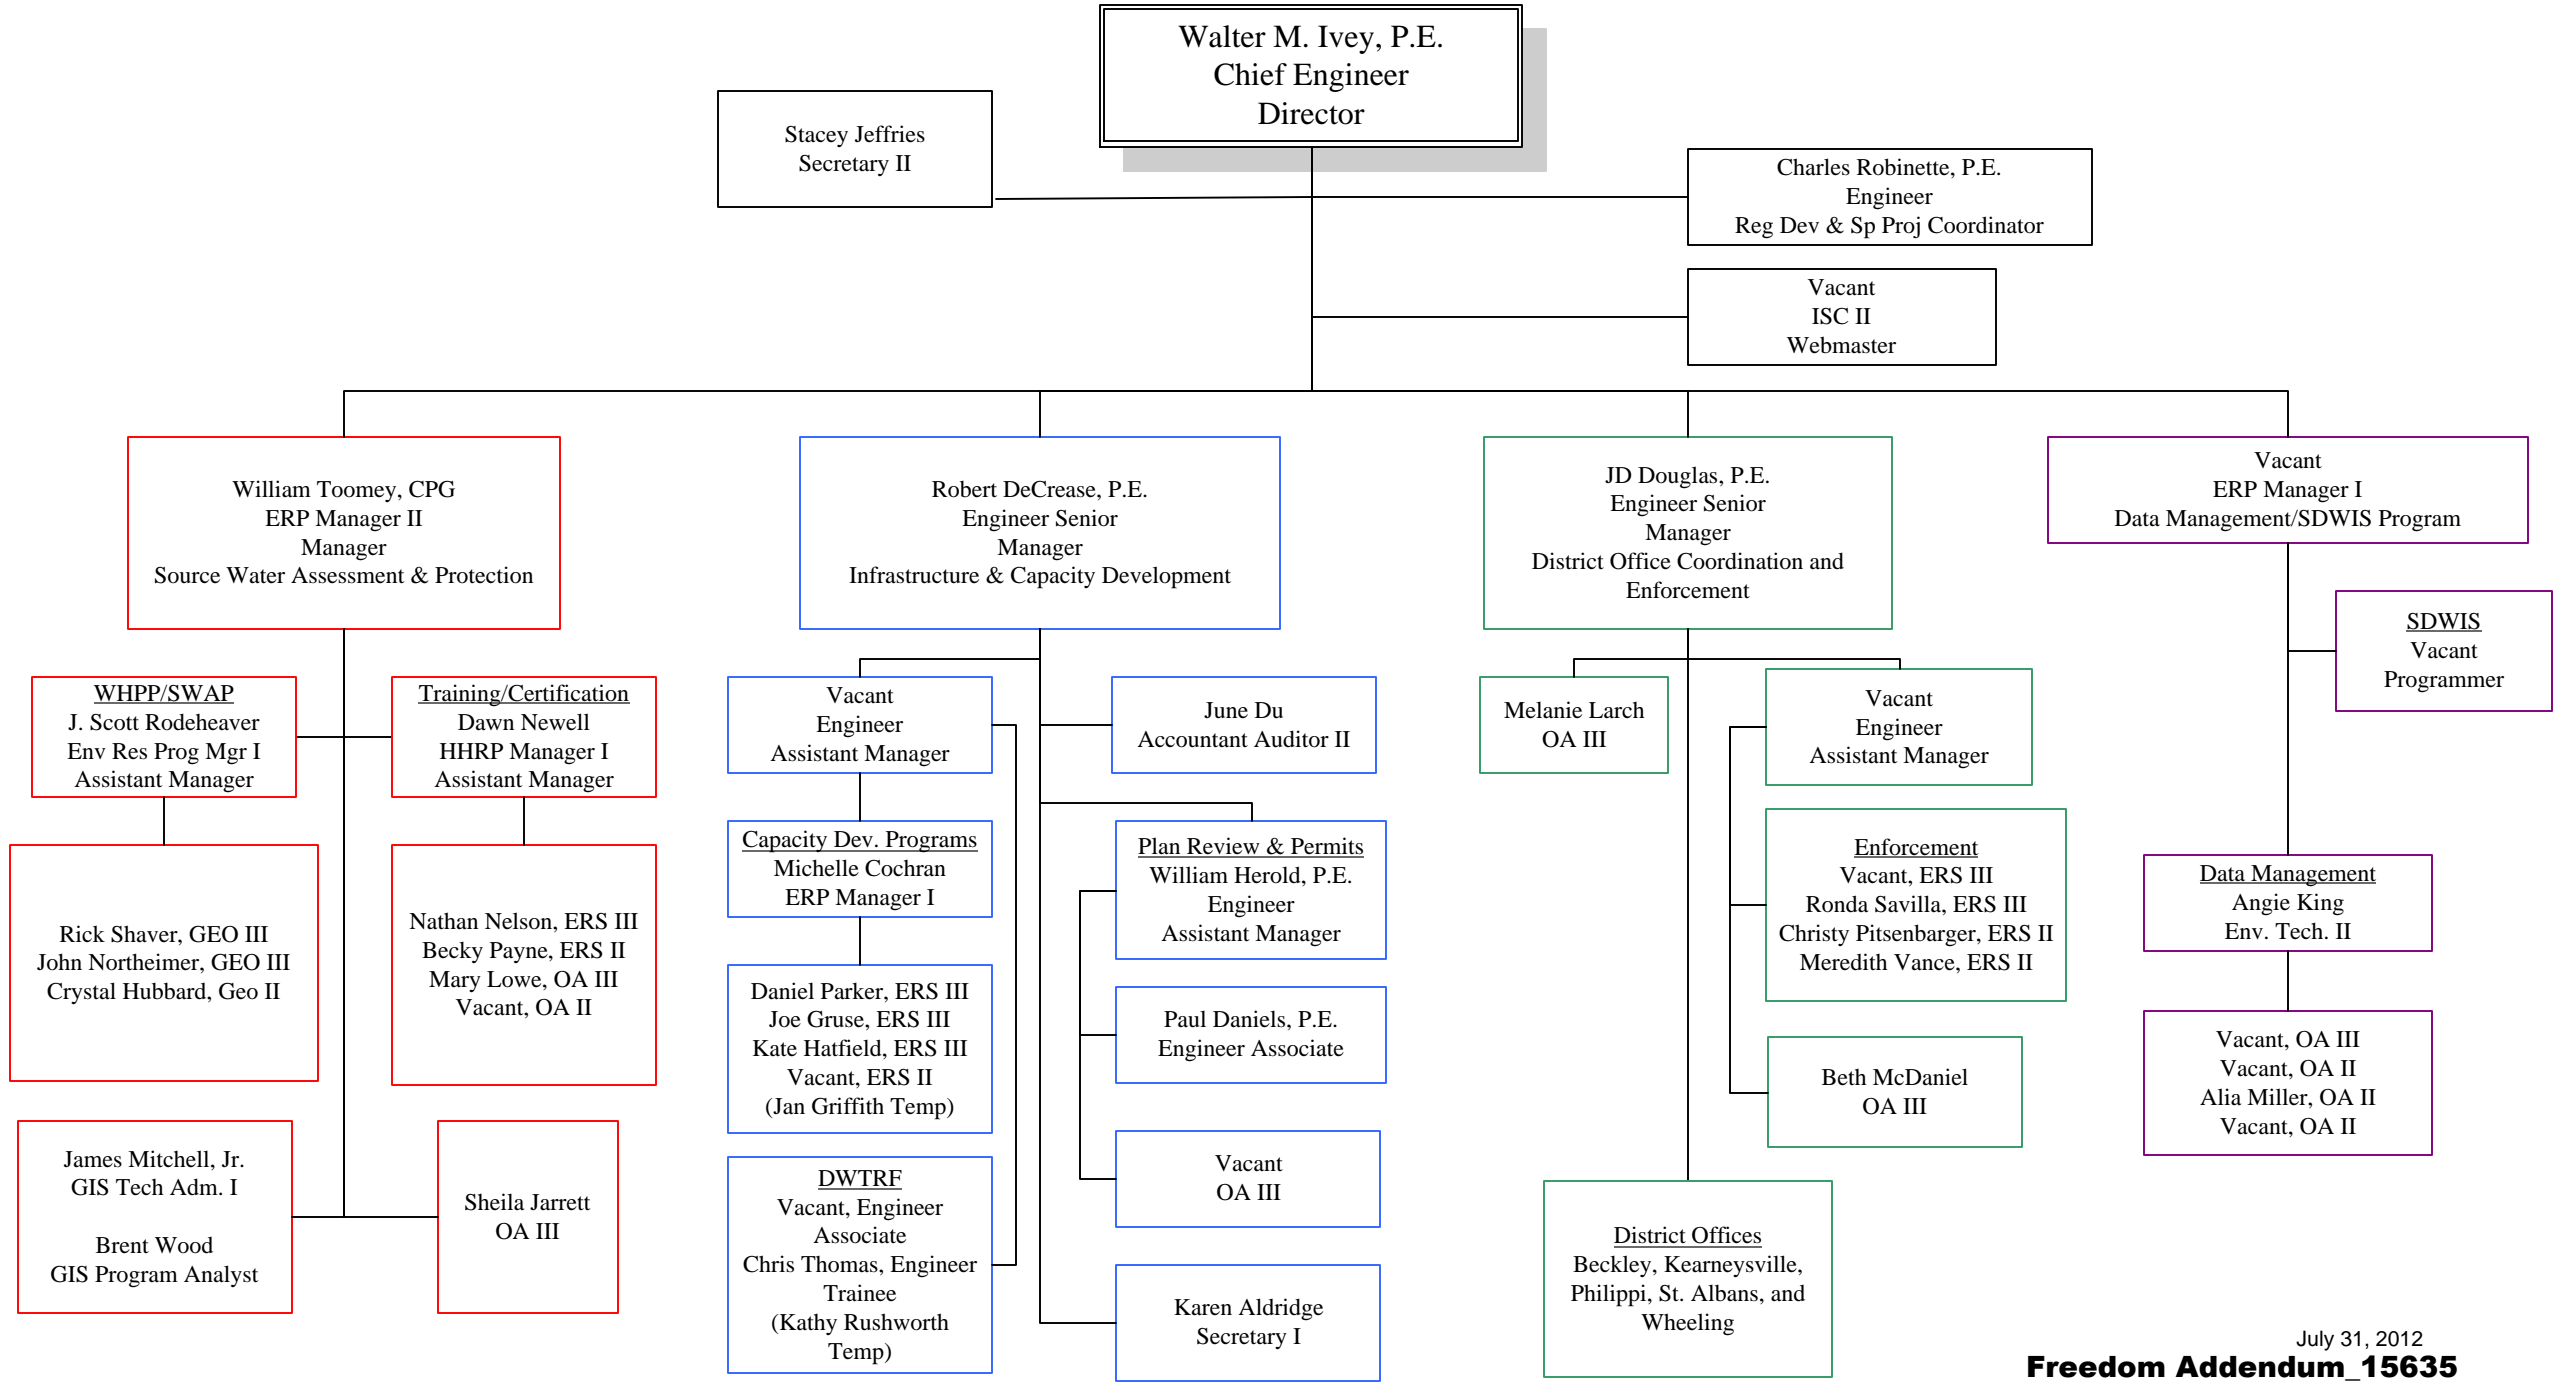 Walter M. Ivey, P.E.
Chief Engineer
Director
Stacey Jeffries
Secretary II
Charles Robinette, P.E.
Engineer
Reg Dev & Sp Proj Coordinator
Vacant
ISC II
Webmaster
William Toomey, CPG
ERP Manager II
Manager
Source Water Assessment & Protection
Robert DeCrease, P.E.
Engineer Senior
Manager
Infrastructure & Capacity Development
JD Douglas, P.E.
Engineer Senior
Manager
District Office Coordination and
Enforcement
Vacant
ERP Manager I
Data Management/SDWIS Program
SDWIS
Vacant
Programmer
WHPP/SWAP
J. Scott Rodeheaver
Env Res Prog Mgr I
Assistant Manager
Training/Certification
Dawn Newell
HHRP Manager I
Assistant Manager
Vacant
Engineer
Assistant Manager
June Du
Accountant Auditor II
Melanie Larch
OA III
Vacant
Engineer
Assistant Manager
Capacity Dev. Programs
Michelle Cochran
ERP Manager I
Plan Review & Permits
William Herold, P.E.
Engineer
Assistant Manager
Enforcement
Vacant, ERS III
Ronda Savilla, ERS III
Christy Pitsenbarger, ERS II
Meredith Vance, ERS II
Data Management
Angie King
Env. Tech. II
Rick Shaver, GEO III
John Northeimer, GEO III
Crystal Hubbard, Geo II
Nathan Nelson, ERS III
Becky Payne, ERS II
Mary Lowe, OA III
Vacant, OA II
Daniel Parker, ERS III
Joe Gruse, ERS III
Kate Hatfield, ERS III
Vacant, ERS II
(Jan Griffith Temp)
Paul Daniels, P.E.
Engineer Associate
Beth McDaniel
OA III
Vacant, OA III
Vacant, OA II
Alia Miller, OA II
Vacant, OA II
James Mitchell, Jr.
GIS Tech Adm. I
Brent Wood
GIS Program Analyst
Sheila Jarrett
OA III
DWTRF
Vacant, Engineer
Associate
Chris Thomas, Engineer
Trainee
(Kathy Rushworth
Temp)
Vacant
OA III
Karen Aldridge
Secretary I
District Offices
Beckley, Kearneysville,
Philippi, St. Albans, and
Wheeling
July 31, 2012
Freedom Addendum_15635